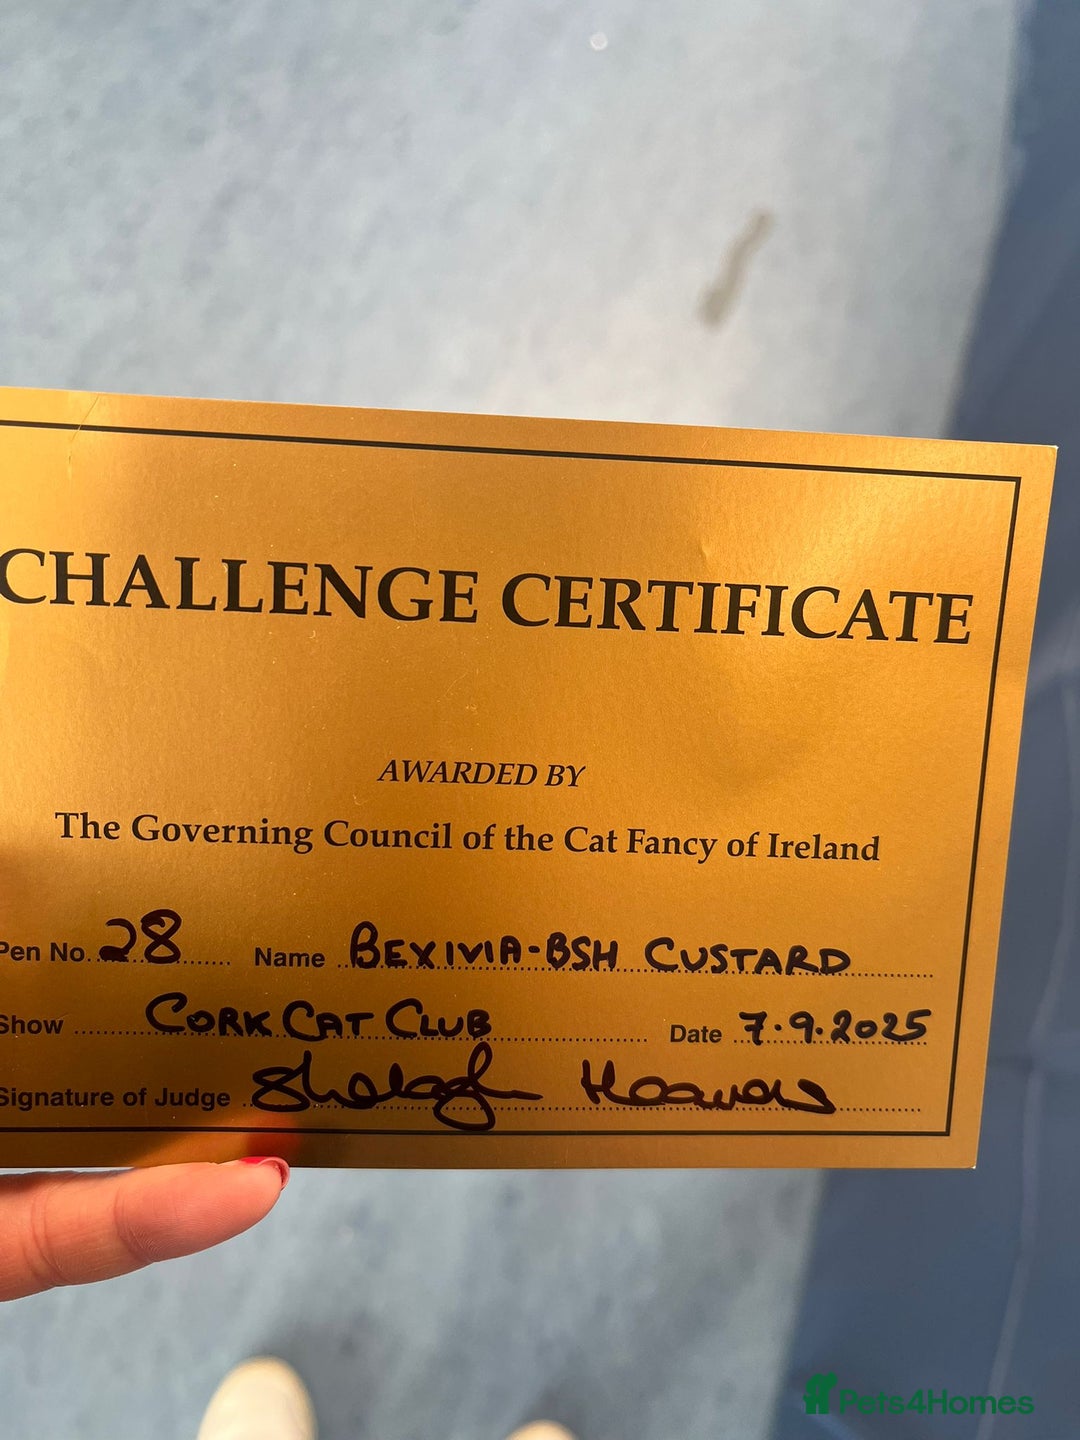 CHALLENGE CERTIFICATE
AWARDED BY
The Governing Council of the Cat Fancy of Ireland
Pen No. 28 Name BEXIVIA-BSH CUSTARD
Show CORK CAT CLUB Date 7.9.2025
Signature of Judge Shelagh
Pets4Homes